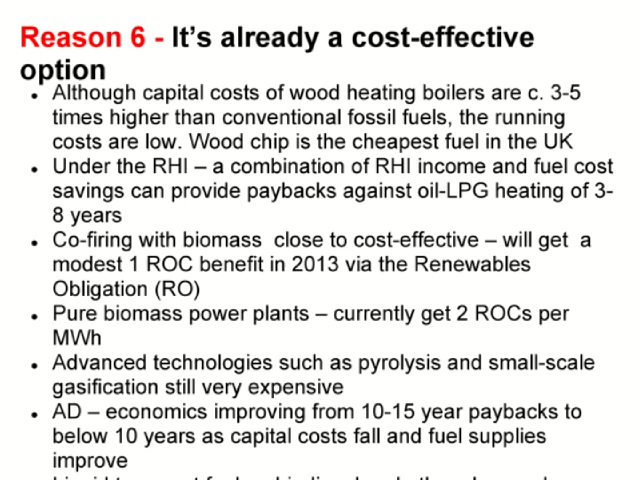 Reason 6 - It's already a cost-effective
option
• Although capital costs of wood heating boilers are c. 3-5
times higher than conventional fossil fuels, the running
costs are low. Wood chip is the cheapest fuel in the UK
• Under the RHI – a combination of RHI income and fuel cost
savings can provide paybacks against oil-LPG heating of 3-
8 years
• Co-firing with biomass  close to cost-effective – will get  a
modest 1 ROC benefit in 2013 via the Renewables
Obligation (RO)
• Pure biomass power plants – currently get 2 ROCs per
MWh
• Advanced technologies such as pyrolysis and small-scale
gasification still very expensive
• AD – economics improving from 10-15 year paybacks to
below 10 years as capital costs fall and fuel supplies
improve